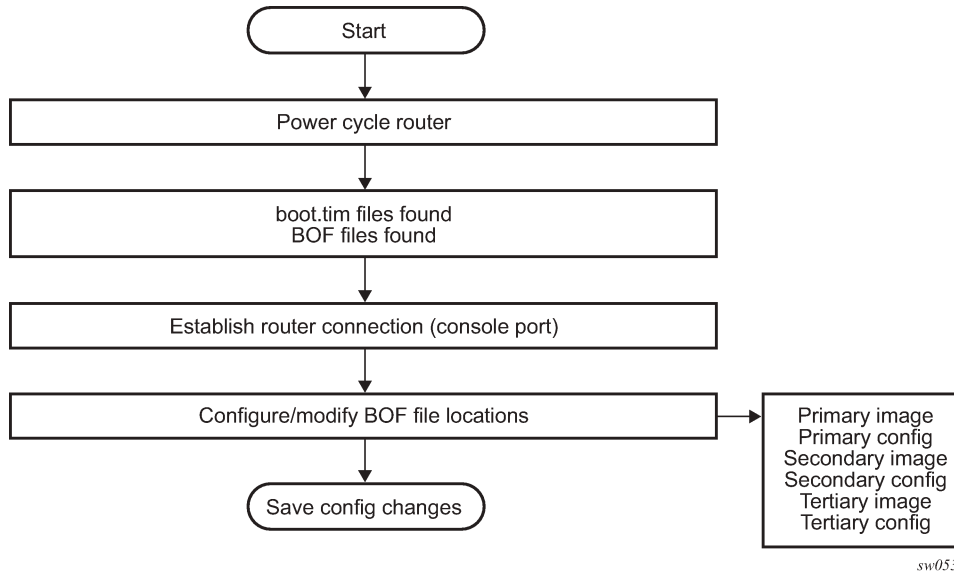 Start
Power cycle router
boot.tim files found
BOF files found
Establish router connection (console port)
Configure/modify BOF file locations
Primary image
Primary config
Secondary image
Secondary config
Tertiary image
Tertiary config
Save config changes
sw053